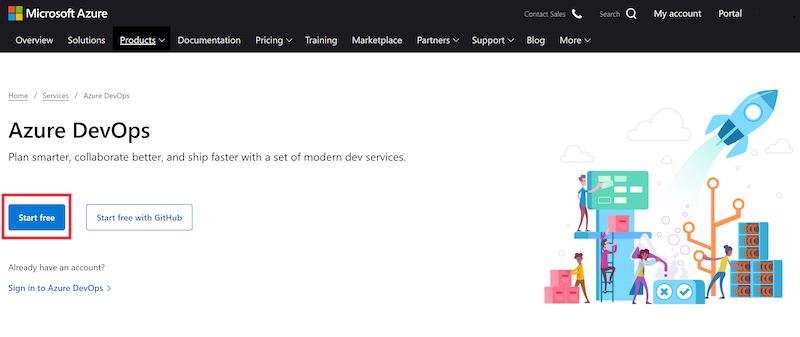 Microsoft Azure
Contact Sales Search My account Portal
Overview Solutions Products Documentation Pricing Training Marketplace Partners Support Blog More
Home / Services / Azure DevOps
Azure DevOps
Plan smarter, collaborate better, and ship faster with a set of modern dev services.
Start free Start free with GitHub
Already have an account?
Sign in to Azure DevOps